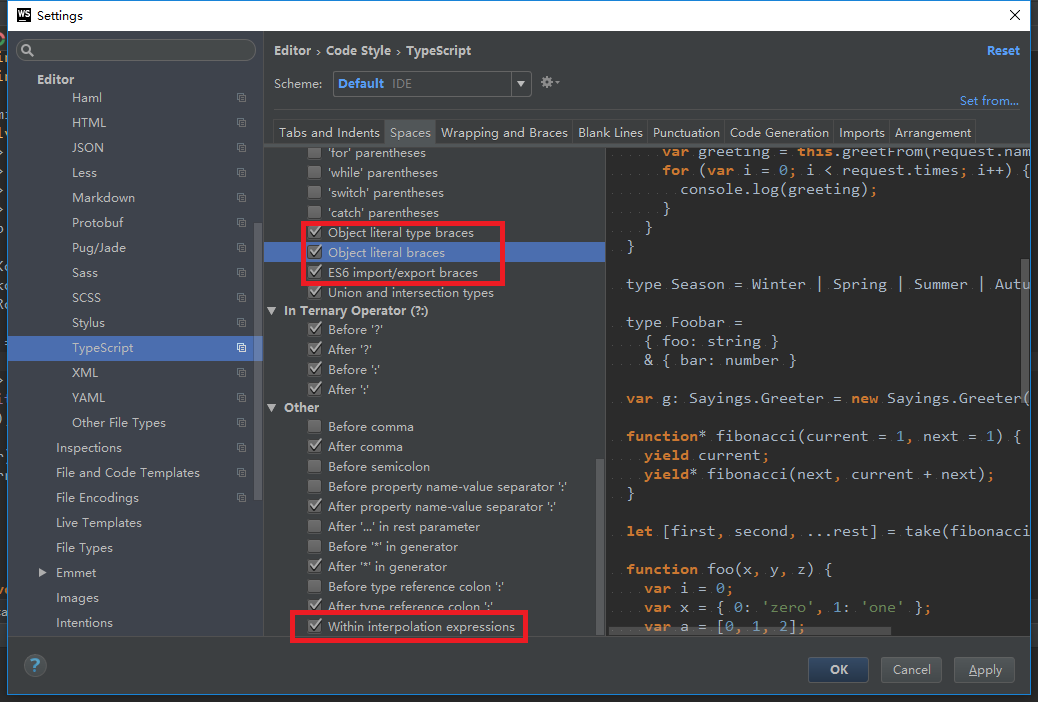 WS Settings
Editor › Code Style › TypeScript
Reset
Scheme: Default IDE
Set from...
Editor
Haml
HTML
JSON
Less
Markdown
Protobuf
Pug/Jade
Sass
SCSS
Stylus
TypeScript
XML
YAML
Other File Types
Inspections
File and Code Templates
File Encodings
Live Templates
File Types
Emmet
Images
Intentions
Tabs and Indents Spaces Wrapping and Braces Blank Lines Punctuation Code Generation Imports Arrangement
'for' parentheses
'while' parentheses
'switch' parentheses
'catch' parentheses
Object literal type braces
Object literal braces
ES6 import/export braces
Union and intersection types
In Ternary Operator (?:)
Before '?'
After '?'
Before ':'
After ':'
Other
Before comma
After comma
Before semicolon
Before property name-value separator ':'
After property name-value separator ':'
After '...' in rest parameter
Before '*' in generator
After '*' in generator
Before type reference colon ':'
After type reference colon ':'
Within interpolation expressions
var greeting = this.greetFrom(request.nam
for (var i = 0; i < request.times; i++) {
console.log(greeting);
}
}
}
type Season = Winter | Spring | Summer | Autu
type Foobar =
{ foo: string }
& { bar: number }
var g: Sayings.Greeter = new Sayings.Greeter(
function* fibonacci(current = 1, next = 1) {
yield current;
yield* fibonacci(next, current + next);
}
let [first, second, ...rest] = take(fibonacci
function foo(x, y, z) {
var i = 0;
var x = { 0: 'zero', 1: 'one' };
var a = [0, 1, 2];
?
OK
Cancel
Apply